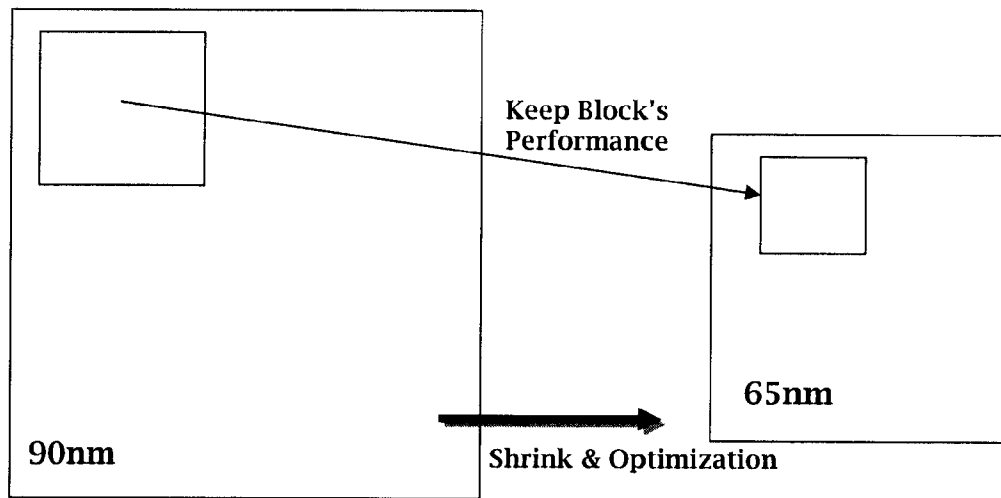 Keep Block's
Performance
65nm
90nm
Shrink & Optimization